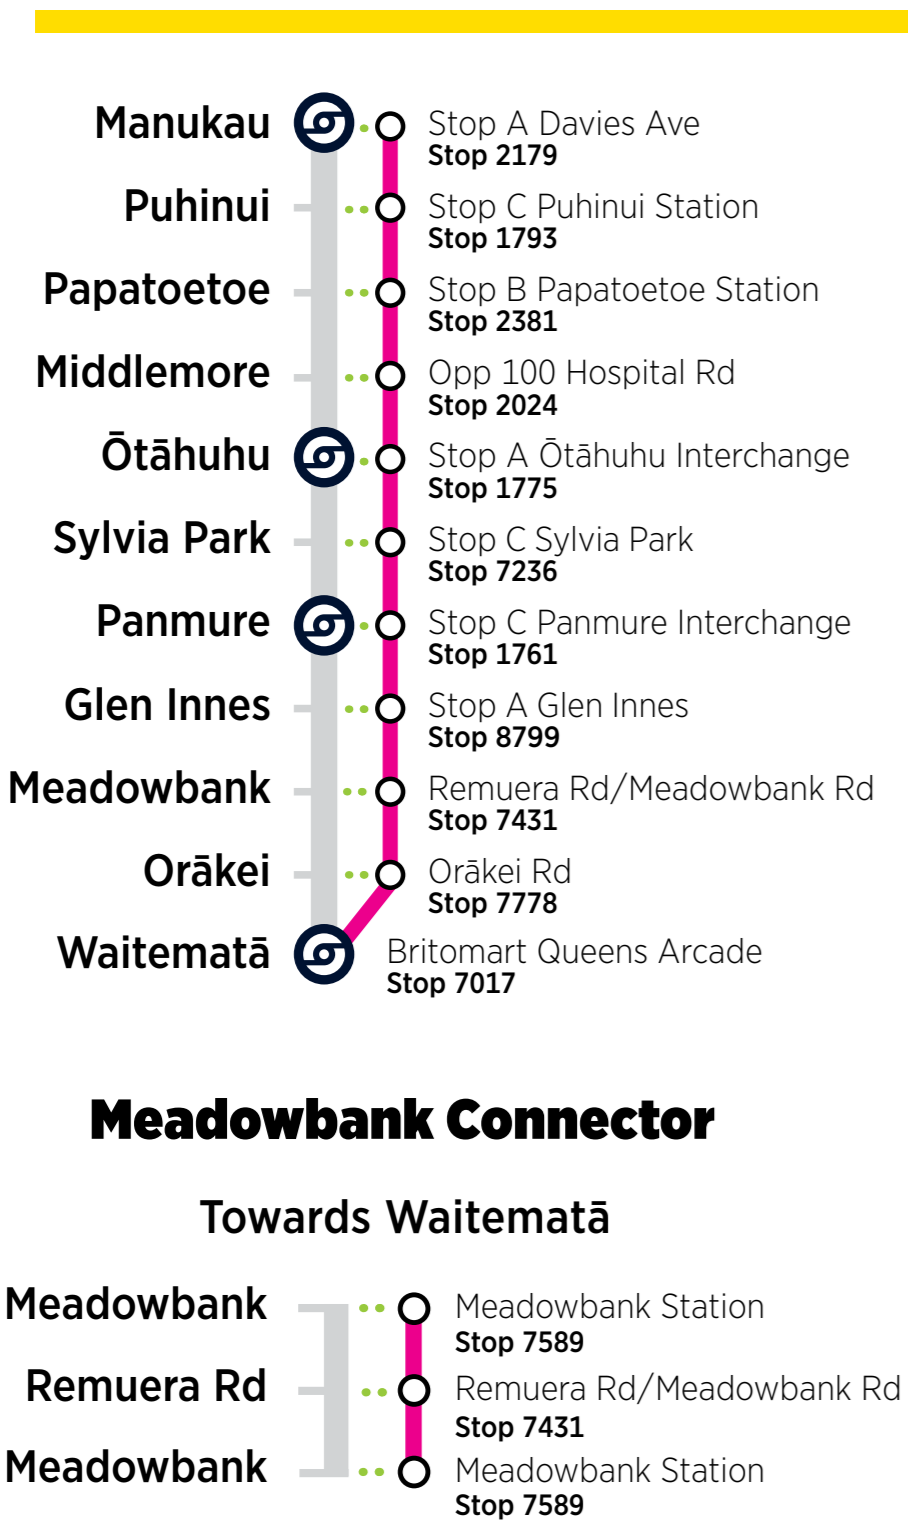 Manukau
Stop A Davies Ave
Stop 2179
Puhinui
Stop C Puhinui Station
Stop 1793
Papatoetoe
Stop B Papatoetoe Station
Stop 2381
Middlemore
Opp 100 Hospital Rd
Stop 2024
Ōtāhuhu
Stop A Ōtāhuhu Interchange
Stop 1775
Sylvia Park
Stop C Sylvia Park
Stop 7236
Panmure
Stop C Panmure Interchange
Stop 1761
Glen Innes
Stop A Glen Innes
Stop 8799
Meadowbank
Remuera Rd/Meadowbank Rd
Stop 7431
Orākei
Orākei Rd
Stop 7778
Waitematā
Britomart Queens Arcade
Stop 7017
Meadowbank Connector
Towards Waitematā
Meadowbank
Meadowbank Station
Stop 7589
Remuera Rd
Remuera Rd/Meadowbank Rd
Stop 7431
Meadowbank
Meadowbank Station
Stop 7589